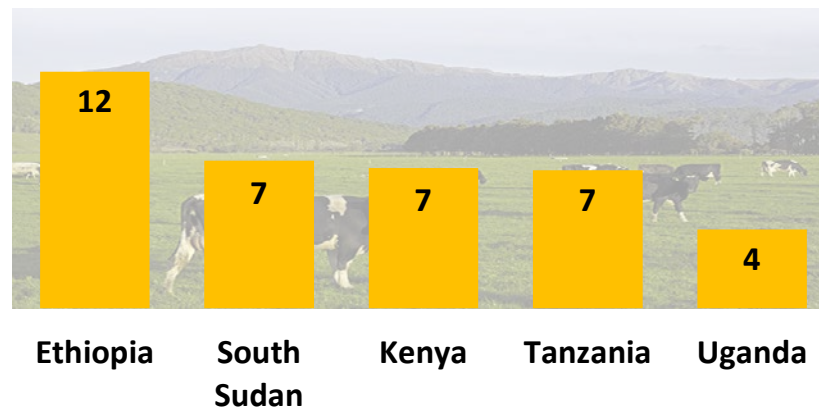 12
7
7
7
4
Ethiopia
South
Sudan
Kenya
Tanzania
Uganda